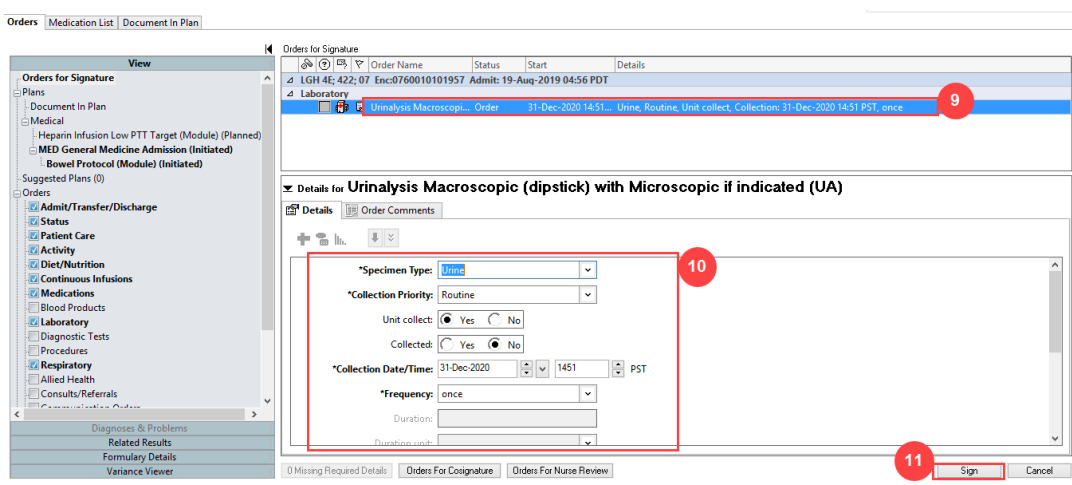 Orders Medication List Document In Plan
Orders for Signature
View
Order Name Status Start Details
Orders for Signature
LGH 4E; 422; 07 Enc:0760010101957 Admit: 19-Aug-2019 04:56 PDT
Plans
Laboratory
Document In Plan
Urinalysis Macroscopi... Order 31-Dec-2020 14:51... Urine, Routine, Unit collect, Collection: 31-Dec-2020 14:51 PST, once
9
Medical
Heparin Infusion Low PTT Target (Module) (Planned)
MED General Medicine Admission (Initiated)
Bowel Protocol (Module) (Initiated)
Suggested Plans (0)
Orders
Admit/Transfer/Discharge
Status
Patient Care
Activity
Diet/Nutrition
Continuous Infusions
Medications
Blood Products
Laboratory
Diagnostic Tests
Procedures
Respiratory
Allied Health
Consults/Referrals
Communication Orders
Diagnoses & Problems
Related Results
Formulary Details
Variance Viewer
Details for Urinalysis Macroscopic (dipstick) with Microscopic if indicated (UA)
Details Order Comments
10
*Specimen Type: Urine
*Collection Priority: Routine
Unit collect: Yes No
Collected: Yes No
*Collection Date/Time: 31-Dec-2020 1451 PST
*Frequency: once
Duration:
Duration unit:
11
0 Missing Required Details Orders For Cosignature Orders For Nurse Review Sign Cancel